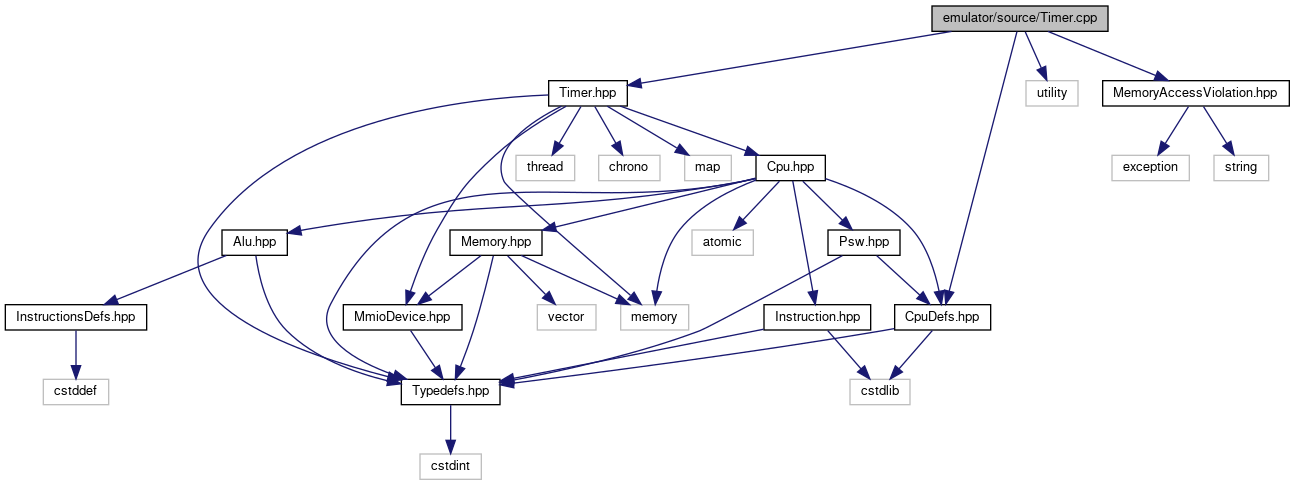 emulator/source/Timer.cpp
Timer.hpp
utility
MemoryAccessViolation.hpp
thread
chrono
map
Cpu.hpp
exception
string
Alu.hpp
Memory.hpp
atomic
Psw.hpp
InstructionsDefs.hpp
MmioDevice.hpp
vector
memory
Instruction.hpp
CpuDefs.hpp
cstddef
Typedefs.hpp
cstdlib
cstdint